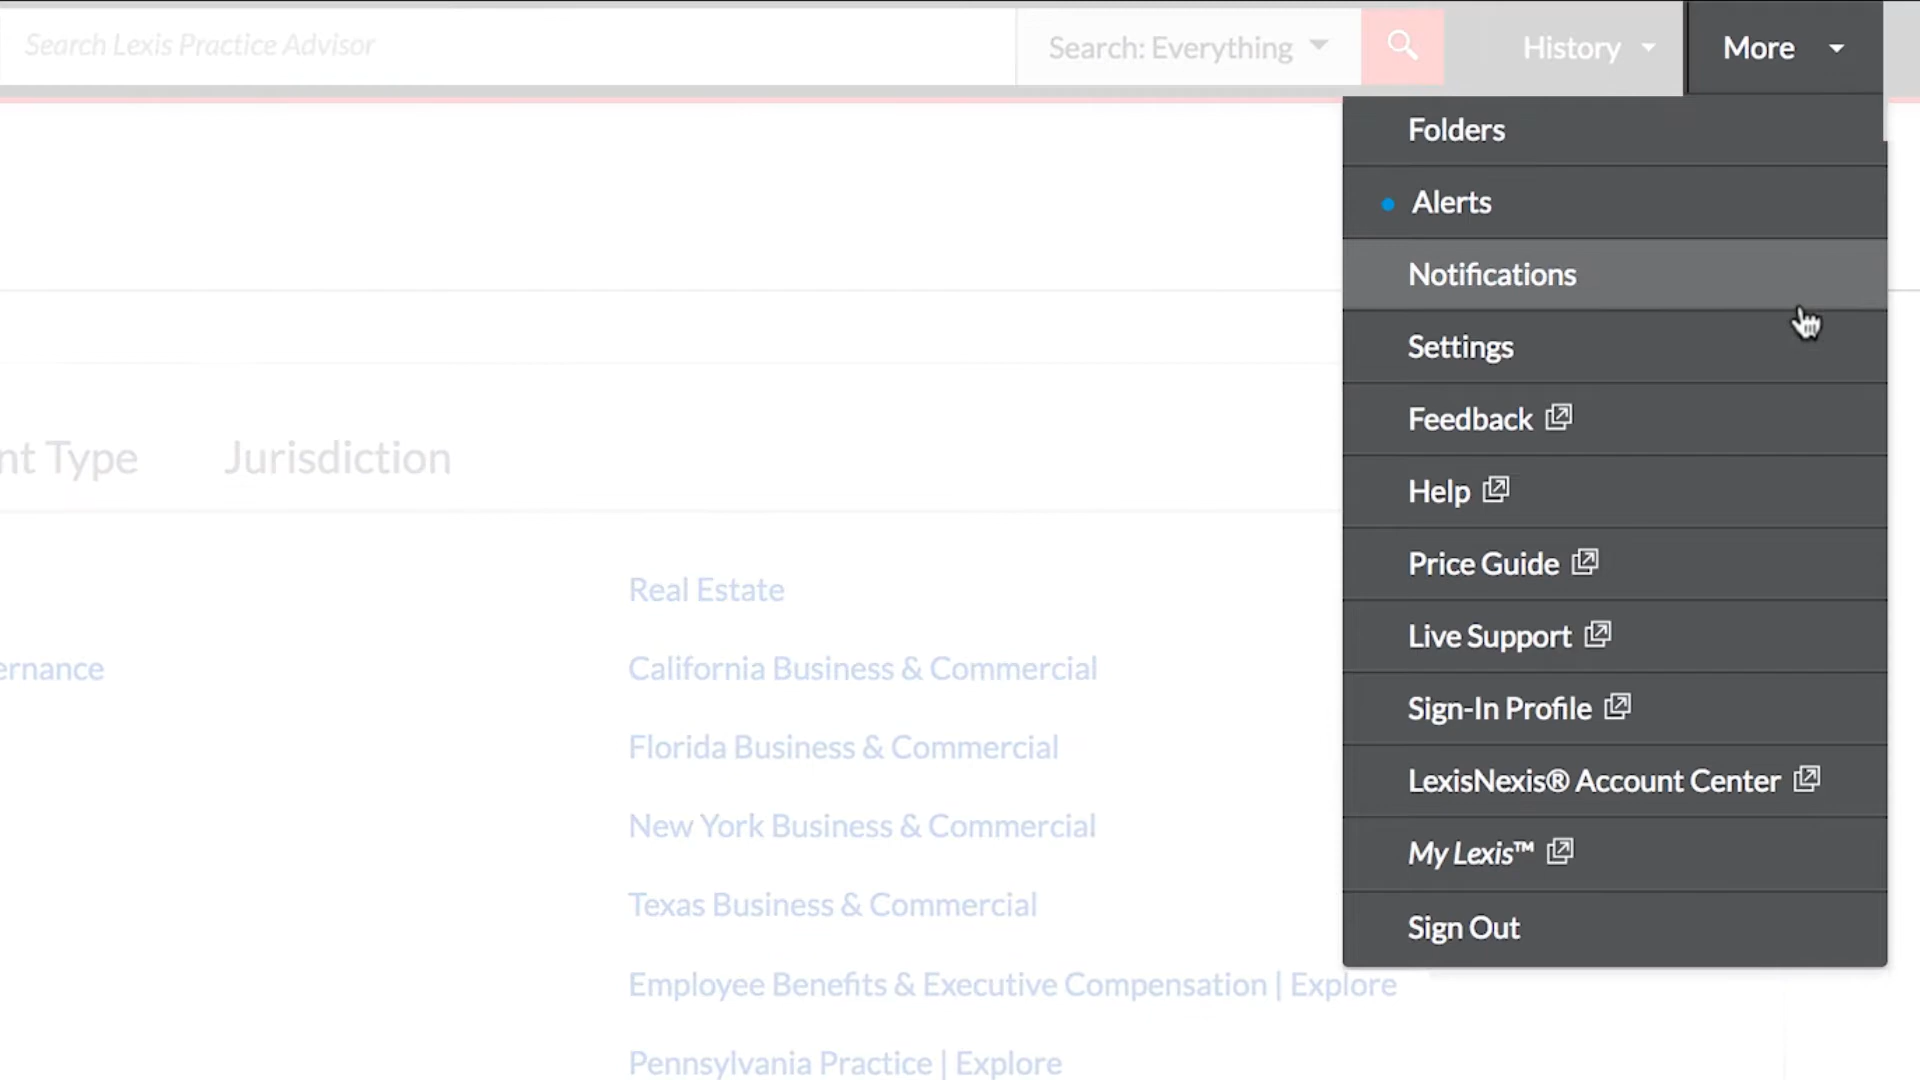 Search Lexis Practice Advisor
Search: Everything
History
More
Folders
Alerts
Notifications
Settings
Feedback
Help
Price Guide
Live Support
Sign-In Profile
LexisNexis® Account Center
My Lexis™
Sign Out
nt Type
Jurisdiction
ernance
Real Estate
California Business & Commercial
Florida Business & Commercial
New York Business & Commercial
Texas Business & Commercial
Employee Benefits & Executive Compensation | Explore
Pennsylvania Practice | Explore